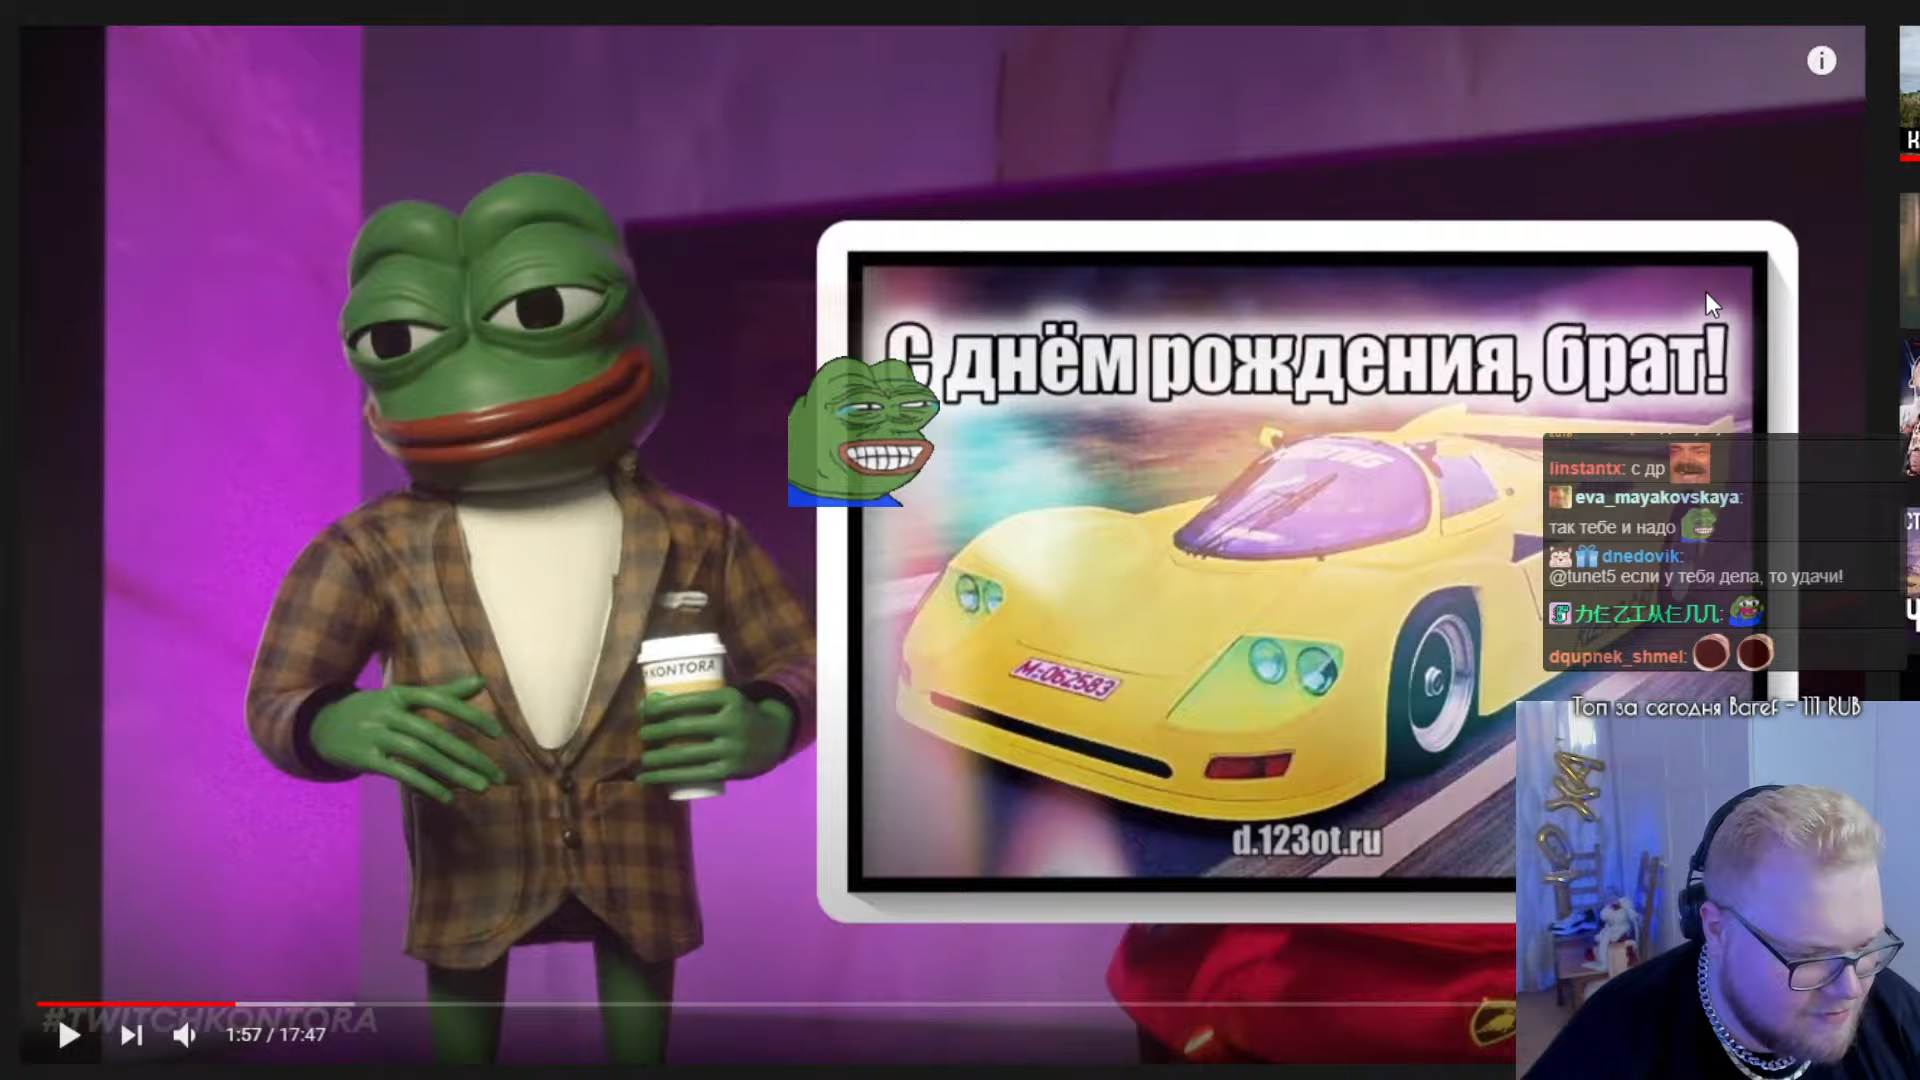 С днём рождения, брат!
M-062583
d.123ot.ru
KONTORA
linstantx: с др
eva_mayakovskaya:
так тебе и надо
dnedovik:
@tunet5 если у тебя дела, то удачи!
dqupnek_shmel:
Топ за сегодня Baref - 111 RUB
#TWITCHKONTORA
1:57 / 17:47